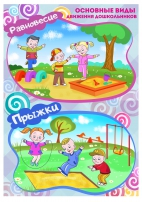 ОСНОВНЫЕ ВИДЫ
ДВИЖЕНИЯ ДОШКОЛЬНИКОВ
Равновесие
Прыжки